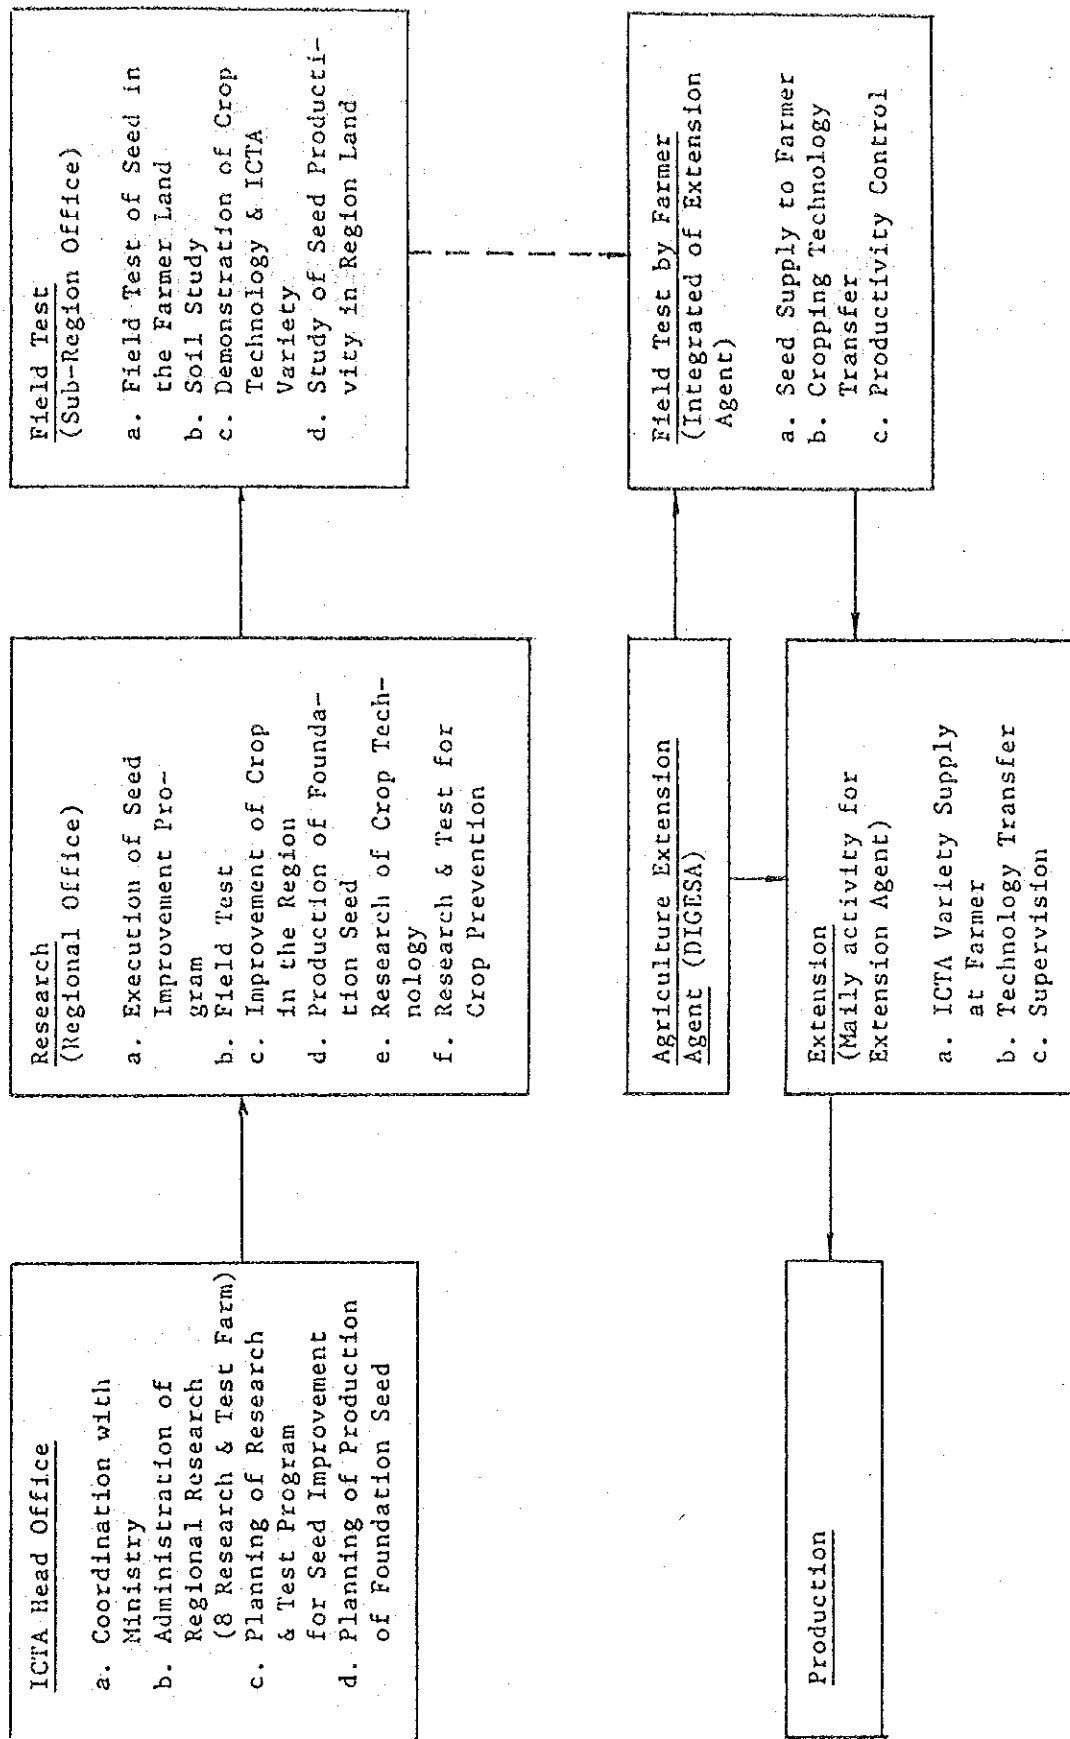 ICTA Head Office
a. Coordination with
Ministry
b. Administration of
Regional Research
(8 Research & Test Farm)
c. Planning of Research
& Test Program
for Seed Improvement
d. Planning of Production
of Foundation Seed
Research
(Regional Office)
a. Execution of Seed
Improvement Pro-
gram
b. Field Test
c. Improvement of Crop
in the Region
d. Production of Founda-
tion Seed
e. Research of Crop Tech-
nology
f. Research & Test for
Crop Prevention
Field Test
(Sub-Region Office)
a. Field Test of Seed in
the Farmer Land
b. Soil Study
c. Demonstration of Crop
Technology & ICTA
Variety
d. Study of Seed Producti-
vity in Region Land
Production
Agriculture Extension
Agent (DIGESA)
Extension
(Maily activity for
Extension Agent)
a. ICTA Variety Supply
at Farmer
b. Technology Transfer
c. Supervision
Field Test by Farmer
(Integrated of Extension
Agent)
a. Seed Supply to Farmer
b. Cropping Technology
Transfer
c. Productivity Control